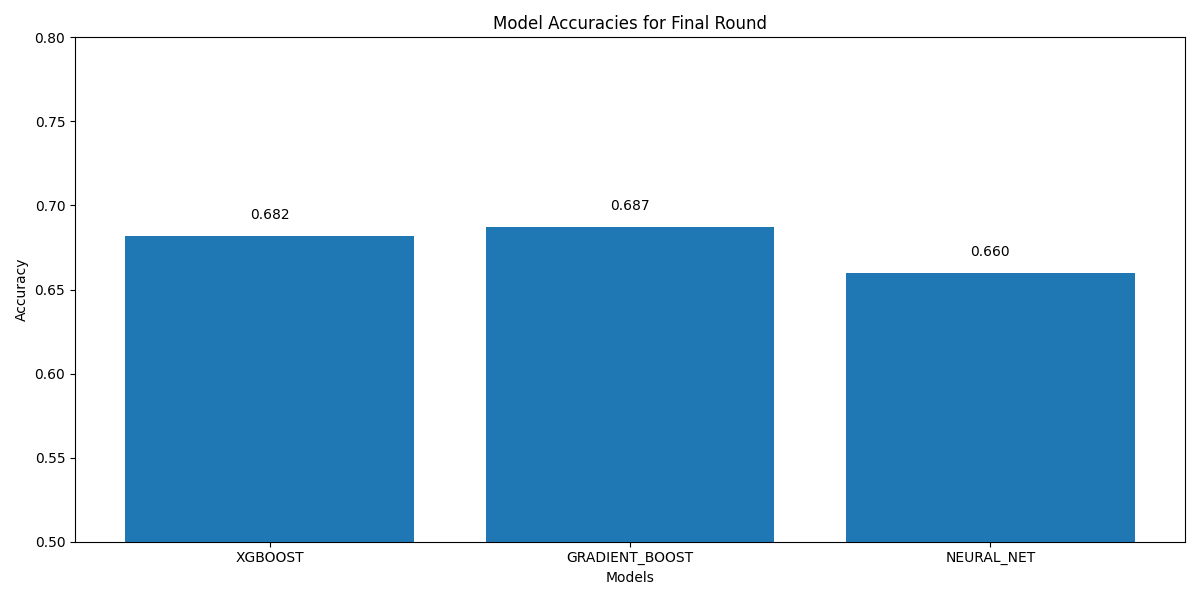 Model Accuracies for Final Round
0.80
0.75
0.70
0.65
0.60
0.55
0.50
Accuracy
0.682
0.687
0.660
XGBOOST
GRADIENT_BOOST
NEURAL_NET
Models